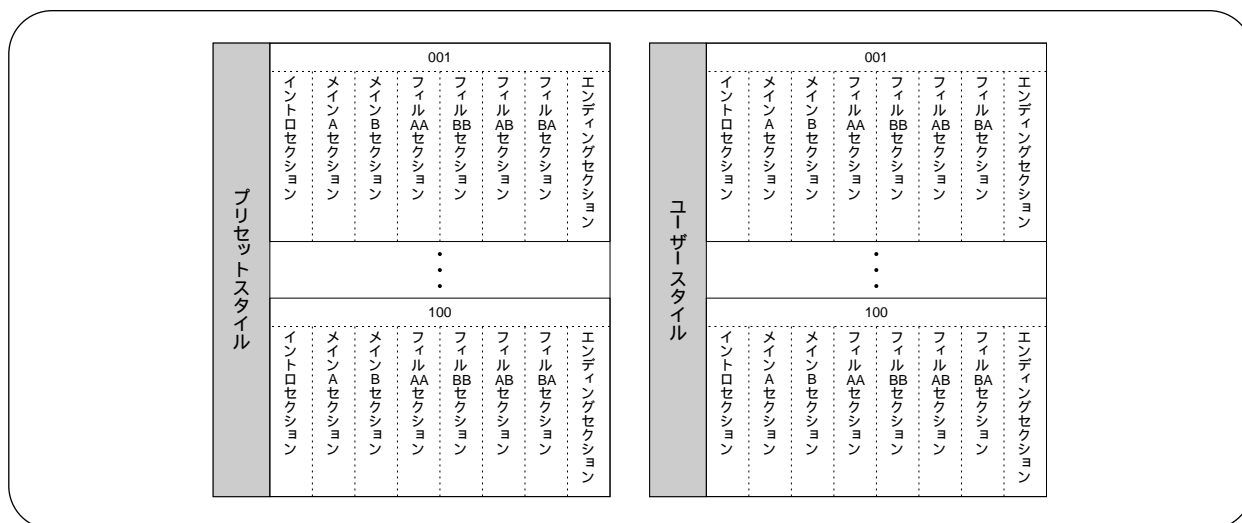 プリセットスタイル
001
イントロセクション
メインAセクション
メインBセクション
フィルAAセクション
フィルBBセクション
フィルABセクション
フィルBAセクション
エンディングセクション
100
イントロセクション
メインAセクション
メインBセクション
フィルAAセクション
フィルBBセクション
フィルABセクション
フィルBAセクション
エンディングセクション
ユーザースタイル
001
イントロセクション
メインAセクション
メインBセクション
フィルAAセクション
フィルBBセクション
フィルABセクション
フィルBAセクション
エンディングセクション
100
イントロセクション
メインAセクション
メインBセクション
フィルAAセクション
フィルBBセクション
フィルABセクション
フィルBAセクション
エンディングセクション